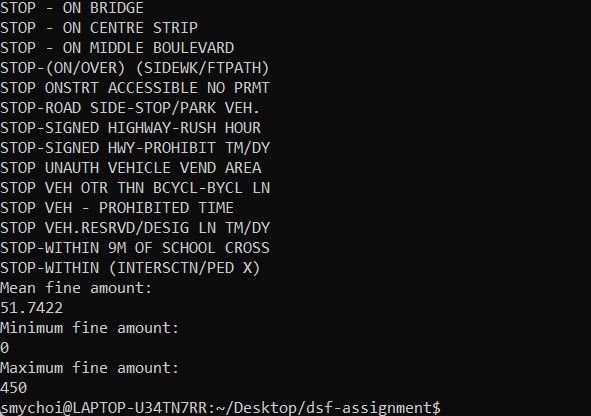 STOP - ON BRIDGE
STOP - ON CENTRE STRIP
STOP - ON MIDDLE BOULEVARD
STOP-(ON/OVER) (SIDEWK/FTPATH)
STOP ONSTRT ACCESSIBLE NO PRMT
STOP-ROAD SIDE-STOP/PARK VEH.
STOP-SIGNED HIGHWAY-RUSH HOUR
STOP-SIGNED HWY-PROHIBIT TM/DY
STOP UNAUTH VEHICLE VEND AREA
STOP VEH OTR THN BCYCL-BYCL LN
STOP VEH - PROHIBITED TIME
STOP VEH.RESRVD/DESIG LN TM/DY
STOP-WITHIN 9M OF SCHOOL CROSS
STOP-WITHIN (INTERSCTN/PED X)
Mean fine amount:
51.7422
Minimum fine amount:
0
Maximum fine amount:
450
smychoi@LAPTOP-U34TN7RR:~/Desktop/dsf-assignment$